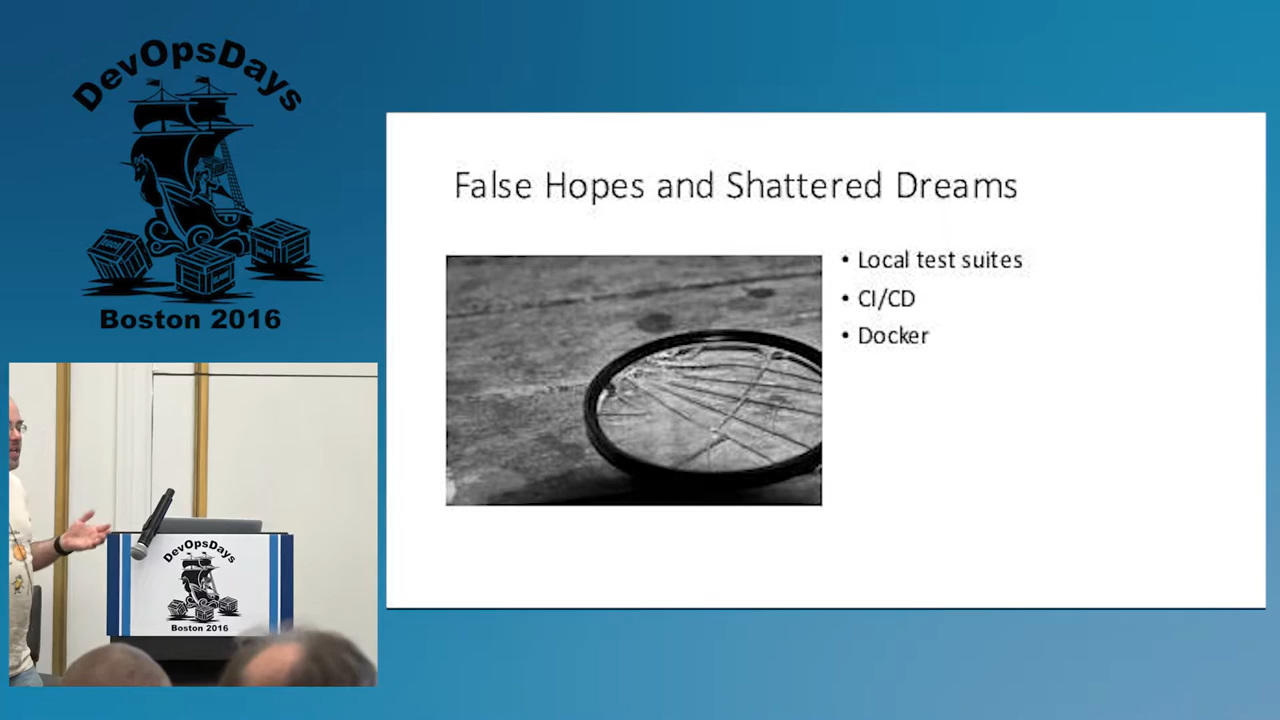 DevOpsDays
Boston 2016
False Hopes and Shattered Dreams
• Local test suites
• CI/CD
• Docker
DevOpsDays
Boston 2016